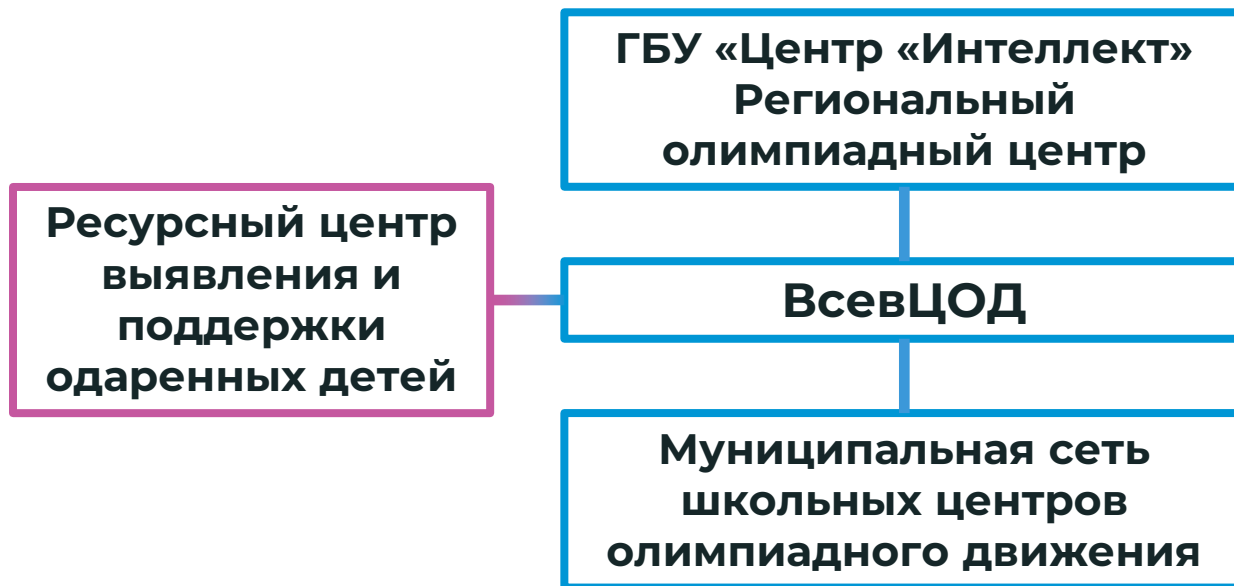 ГБУ «Центр «Интеллект»
Региональный
олимпиадный центр
Ресурсный центр
выявления и
поддержки
одаренных детей
ВсевЦОД
Муниципальная сеть
школьных центров
олимпиадного движения